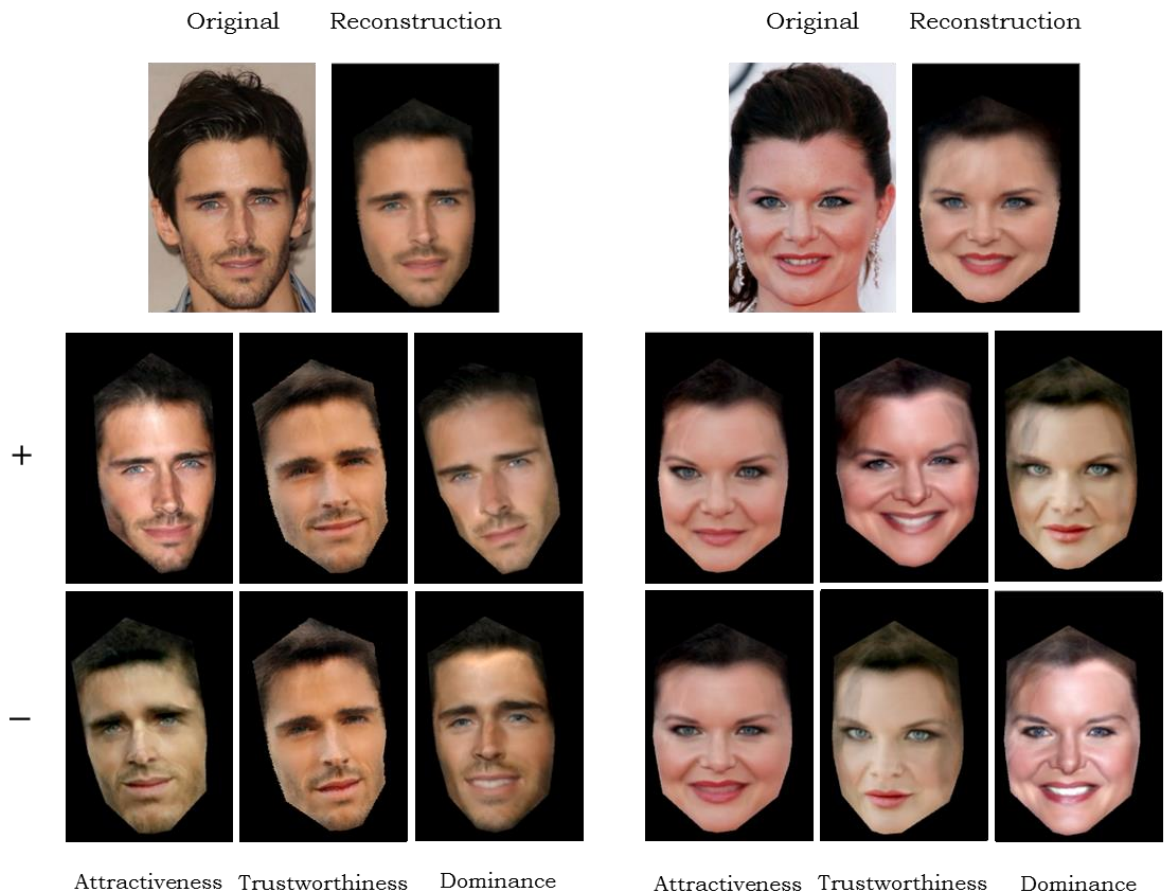 Original Reconstruction Original Reconstruction
+
−
Attractiveness Trustworthiness Dominance Attractiveness Trustworthiness Dominance